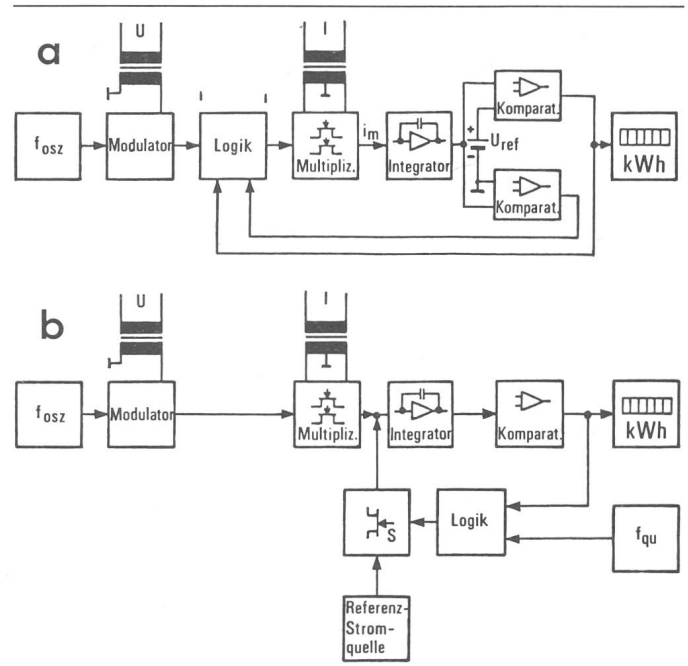 a
U
I
f_osz
Modulator
Logik
Multipliz.
i_m
Integrator
+
U_ref
-
Komparat.
Komparat.
kWh
b
U
I
f_osz
Modulator
Multipliz.
Integrator
Komparat.
kWh
S
Logik
f_qu
Referenz-
Strom-
quelle